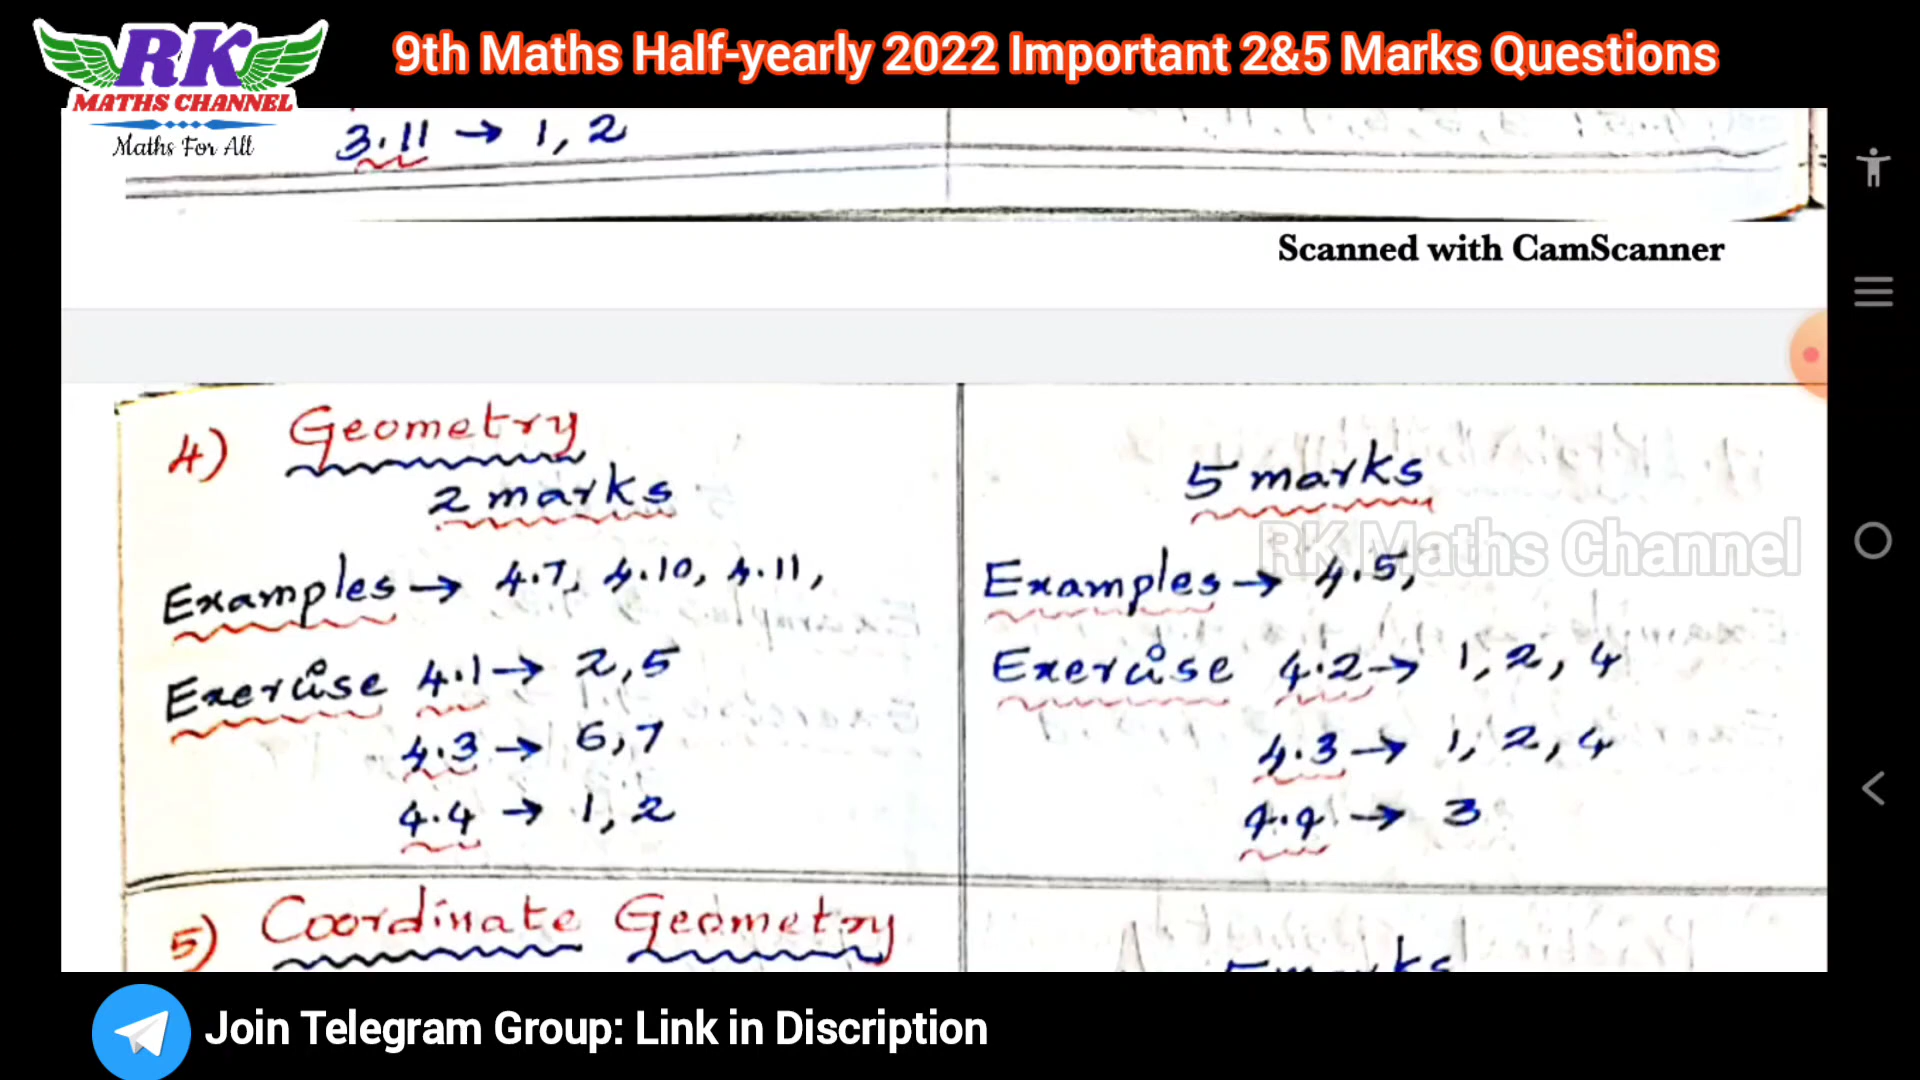 RK
MATHS CHANNEL
Maths For All
9th Maths Half-yearly 2022 Important 2&5 Marks Questions
3.11 → 1, 2
Scanned with CamScanner
4) Geometry
2 marks
Examples → 4.7, 4.10, 4.11,
Exercise 4.1 → 2, 5
4.3 → 6, 7
4.4 → 1, 2
5 marks
RK Maths Channel
Examples → 4.5,
Exercise 4.2 → 1, 2, 4
4.3 → 1, 2, 4
4.4 → 3
5) Coordinate Geometry
5 marks
Join Telegram Group: Link in Discription